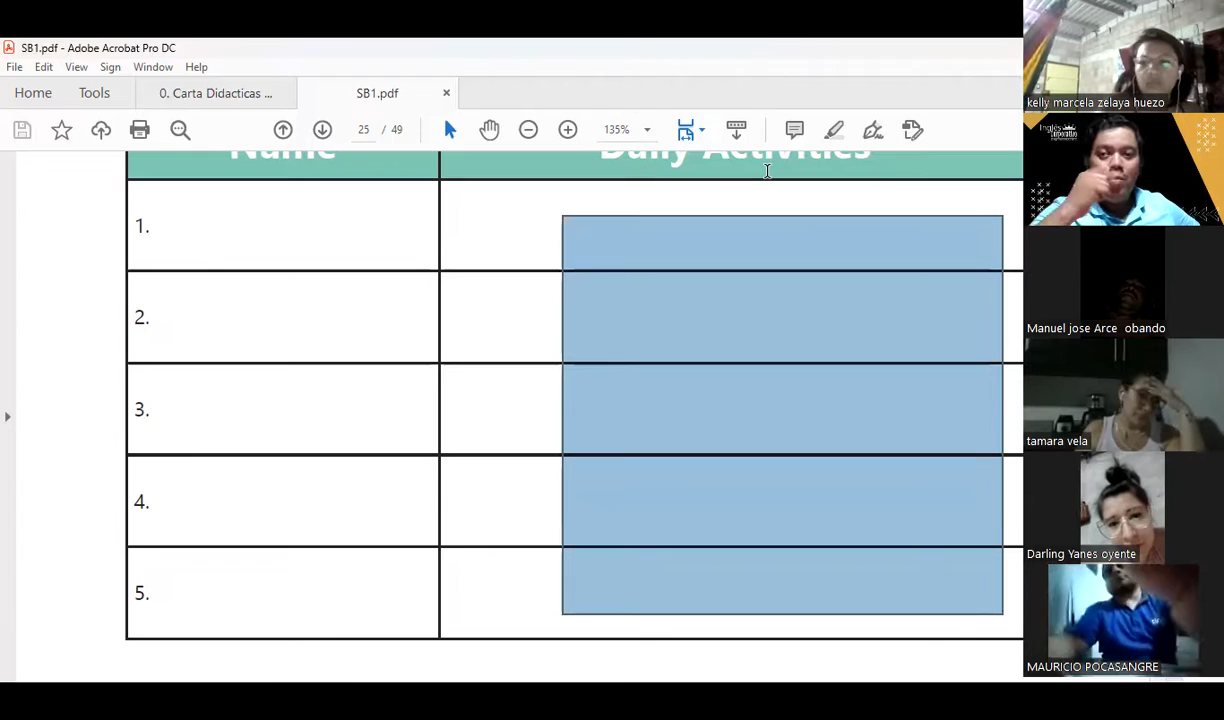 SB1.pdf - Adobe Acrobat Pro DC
File Edit View Sign Window Help
Home Tools 0. Carta Didacticas ... SB1.pdf ×
25 / 49 135%
Name Daily Activities
1.
2.
3.
4.
5.
kelly marcela zelaya huezo
Inglés
Manuel jose Arce obando
tamara vela
Darling Yanes oyente
MAURICIO POCASANGRE